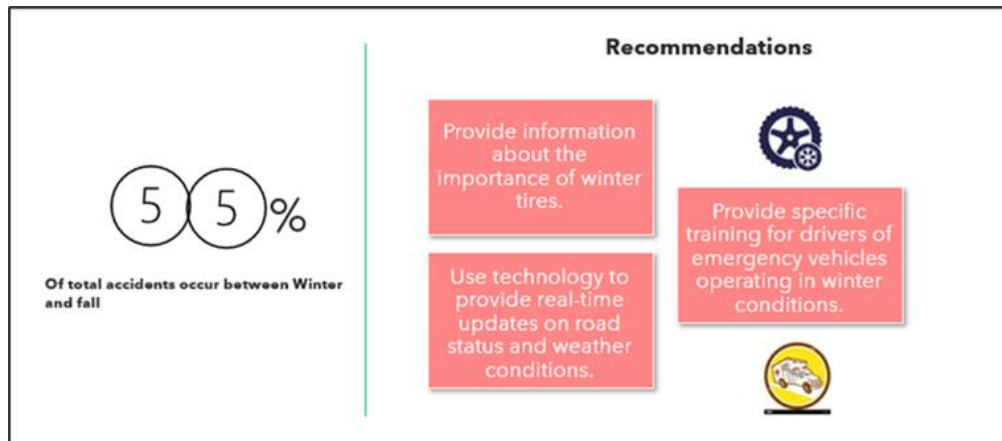 Recommendations
Provide information
about the
importance of winter
tires.
Provide specific
training for drivers of
emergency vehicles
operating in winter
conditions.
Use technology to
provide real-time
updates on road
status and weather
conditions.
55%
Of total accidents occur between Winter
and fall